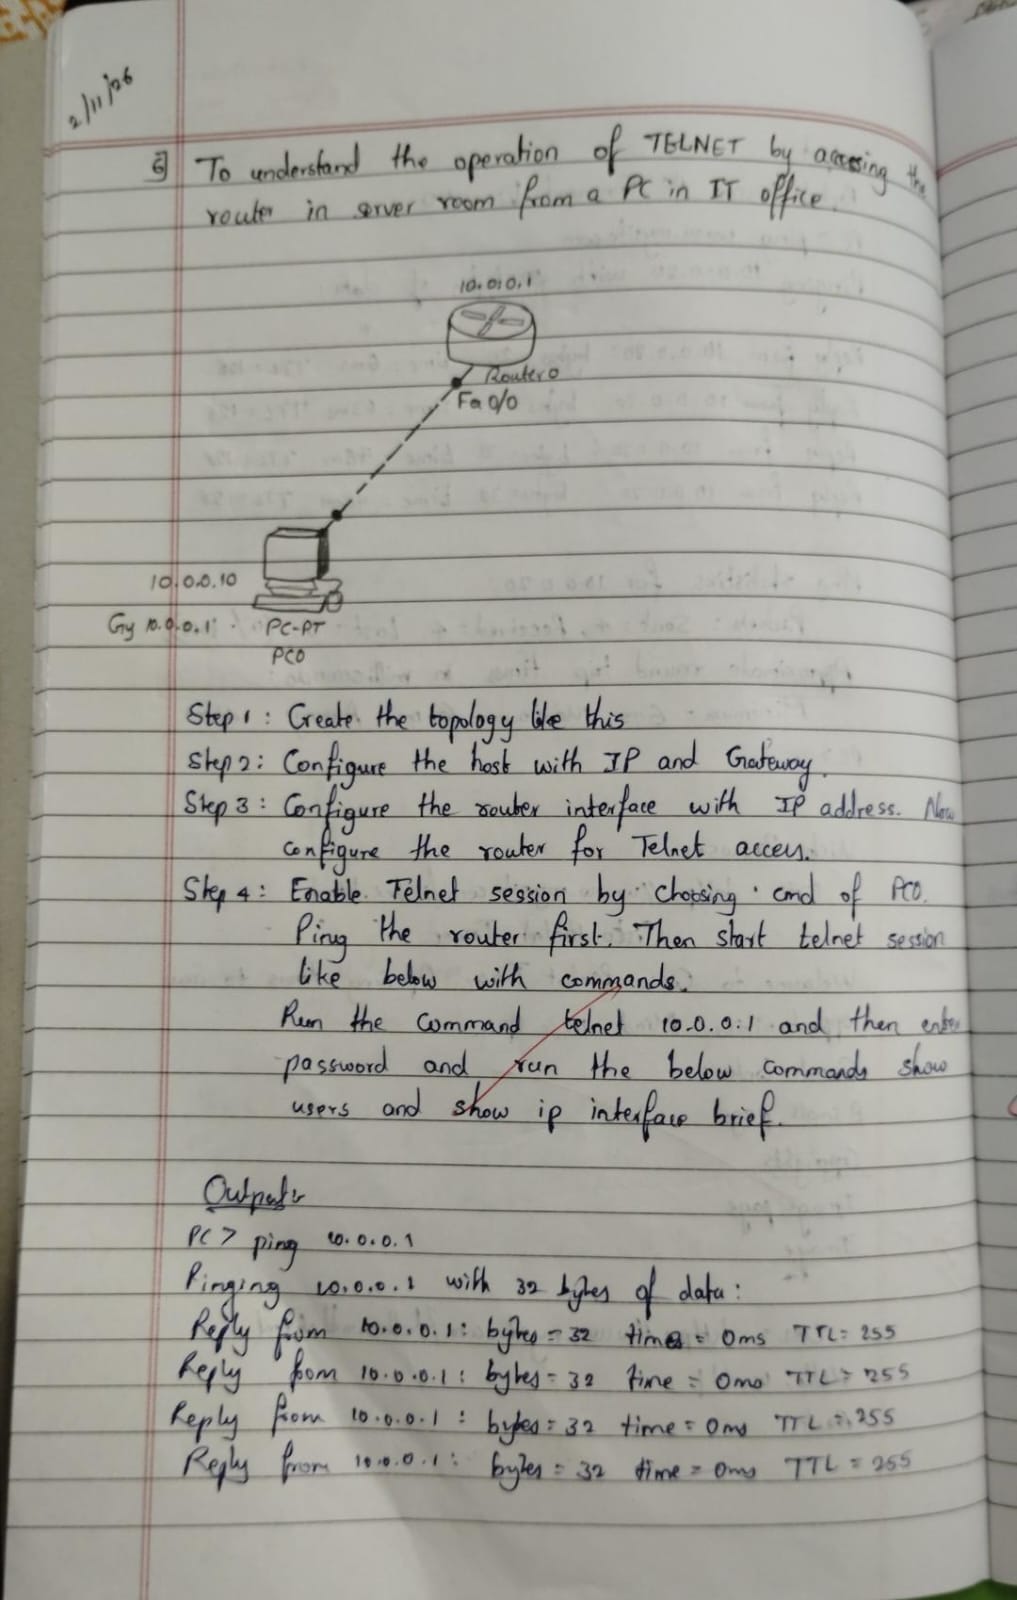 2/11/26
6] To understand the operation of TELNET by accesing the
router in server room from a PC in IT office.
10.0.0.1
Router0
Fa0/0
10.0.0.10
Gy 10.0.0.1
PC-PT
PC0
Step 1: Create the topology like this
Step 2: Configure the host with IP and Gateway.
Step 3: Configure the router interface with IP address. Now
configure the router for Telnet access.
Step 4: Enable Telnet session by choosing cmd of PC0.
Ping the router first. Then start telnet session
like below with commands.
Run the command telnet 10.0.0.1 and then enter
password and run the below commands show
users and show ip interface brief.
Output:
PC> ping 10.0.0.1
Pinging 10.0.0.1 with 32 bytes of data:
Reply from 10.0.0.1: bytes=32 time=0ms TTL=255
Reply from 10.0.0.1: bytes=32 time=0ms TTL=255
Reply from 10.0.0.1: bytes=32 time=0ms TTL=255
Reply from 10.0.0.1: bytes=32 time=0ms TTL=255